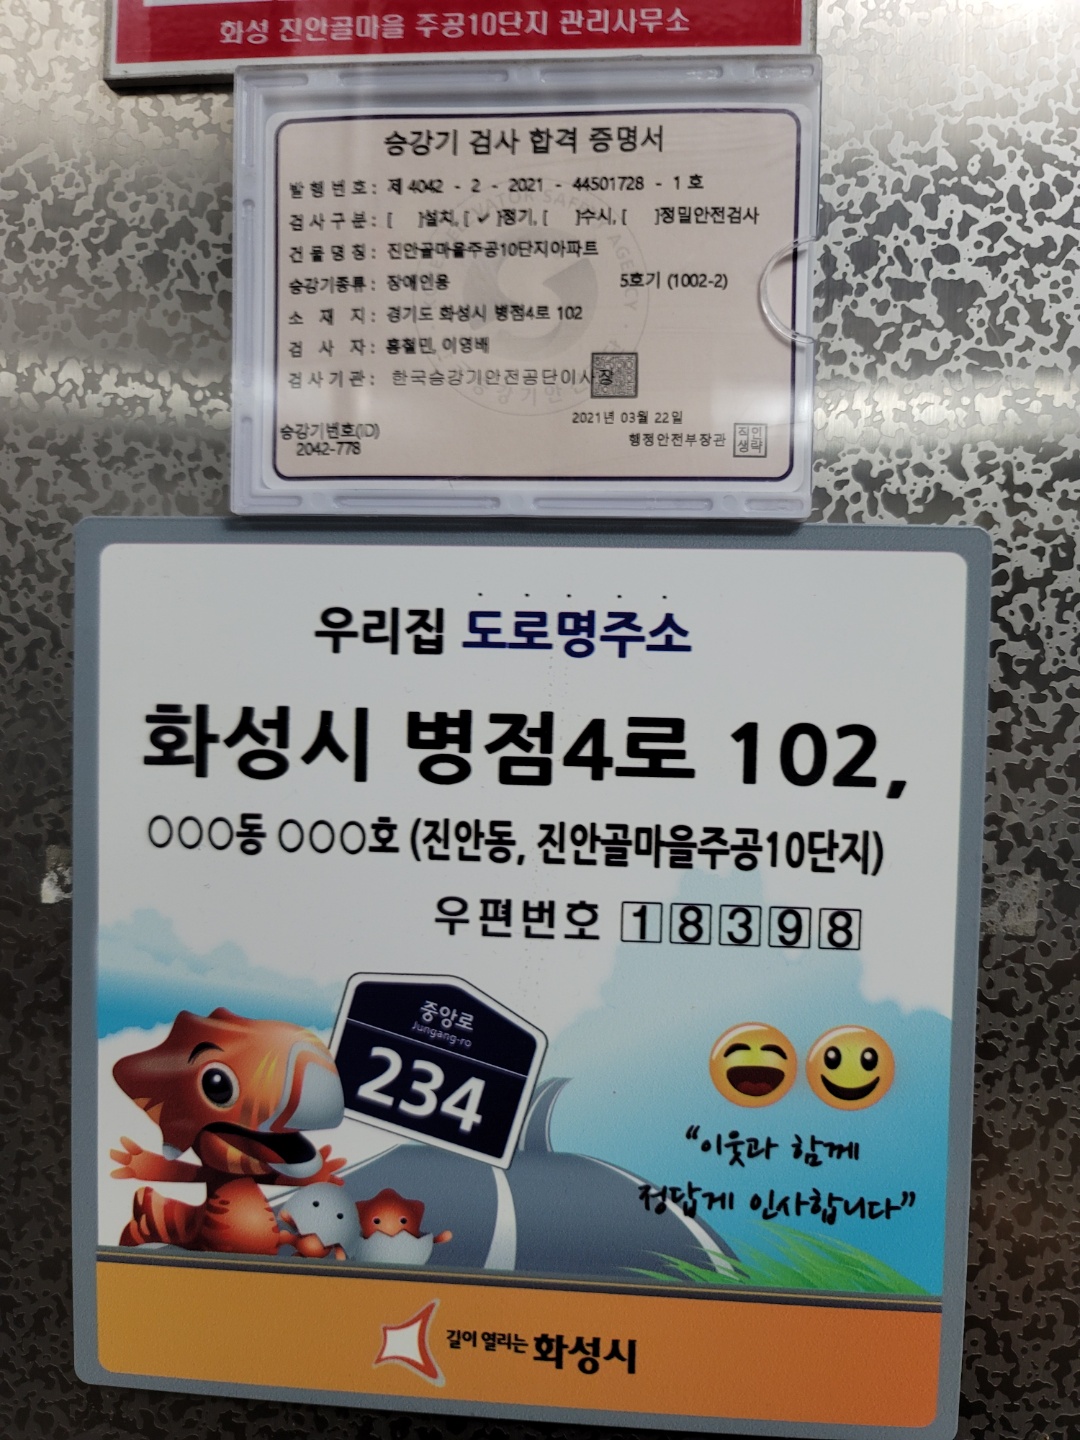 화성 진안골마을 주공10단지 관리사무소
승강기 검사 합격 증명서
발행번호: 제 4042 - 2 - 2021 - 44501728 - 1 호
검사구분: [ ]설치, [✓]정기, [ ]수시, [ ]정밀안전검사
건물명칭: 진안골마을주공10단지아파트
승강기종류: 장애인용 5호기 (1002-2)
소재지: 경기도 화성시 병점4로 102
검사자: 홍철민, 이영배
검사기관: 한국승강기안전공단이사장
2021년 03월 22일
승강기번호(ID)
2042-778
행정안전부장관 직인생략
우리집 도로명주소
화성시 병점4로 102,
○○○동 ○○○호 (진안동, 진안골마을주공10단지)
우편번호 18398
중앙로
Jungang-ro
234
“이웃과 함께
정답게 인사합니다”
길이 열리는 화성시